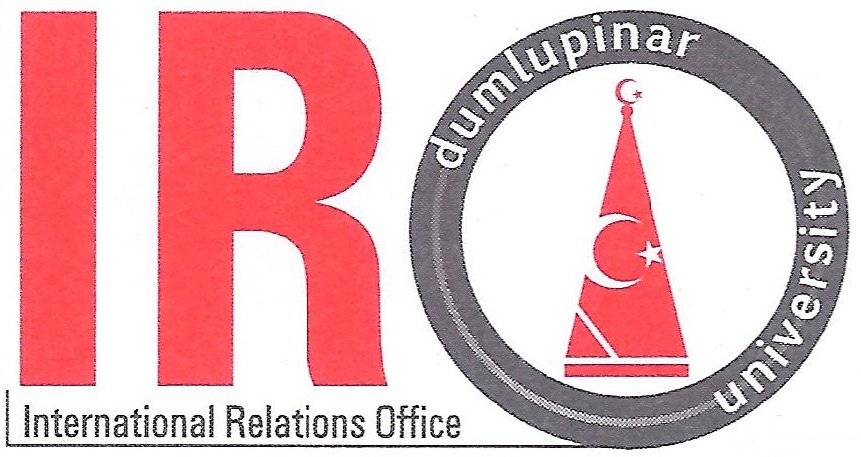 IR
dumlupinar
university
International Relations Office